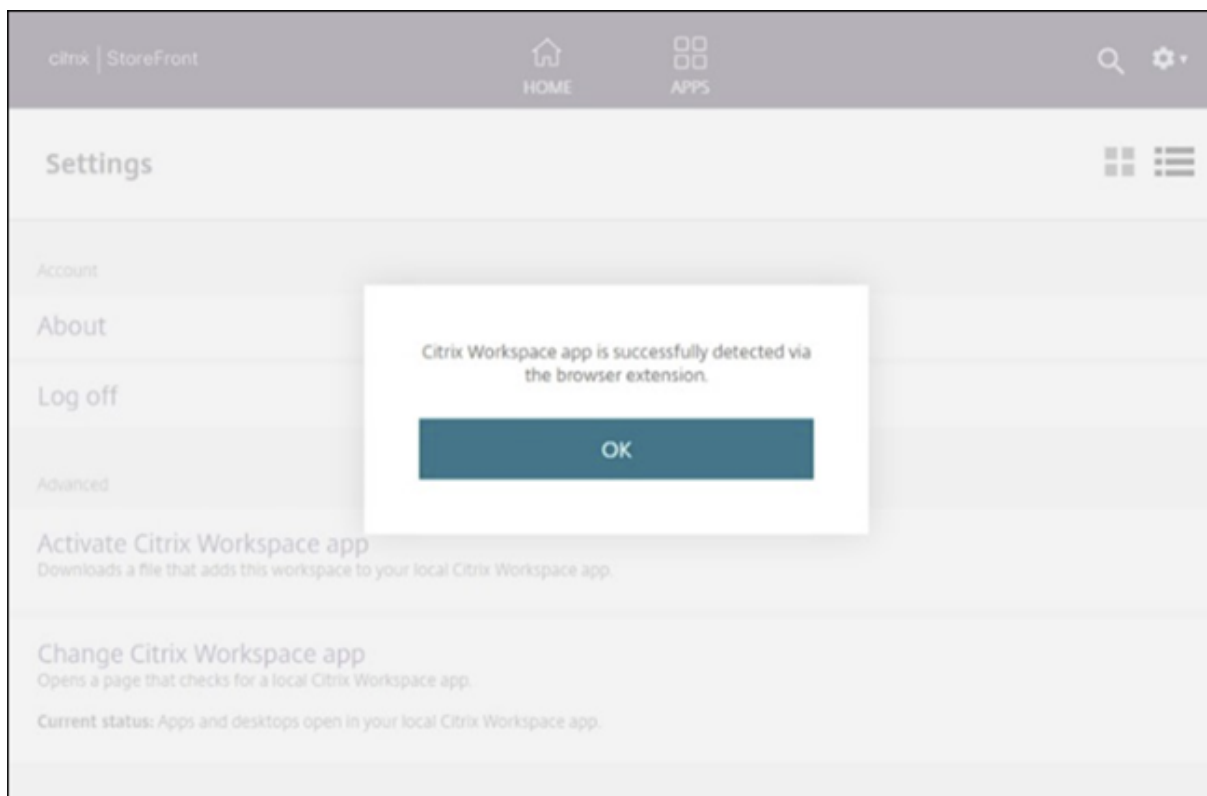 citrix | StoreFront
HOME
APPS
Settings
Account
About
Log off
Citrix Workspace app is successfully detected via
the browser extension.
OK
Advanced
Activate Citrix Workspace app
Downloads a file that adds this workspace to your local Citrix Workspace app.
Change Citrix Workspace app
Opens a page that checks for a local Citrix Workspace app.
Current status: Apps and desktops open in your local Citrix Workspace app.